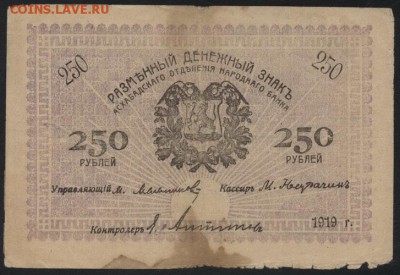 COINS.LAVE.RU
250 250
РАЗМѢННЫЙ ДЕНЕЖНЫЙ ЗНАКЪ
АСХАБАДСКАГО ОТДѢЛЕНІЯ НАРОДНАГО БАНКА
250 250
РУБЛЕЙ РУБЛЕЙ
Управляющій М. Кассиръ М.
Контролеръ
1919 г.